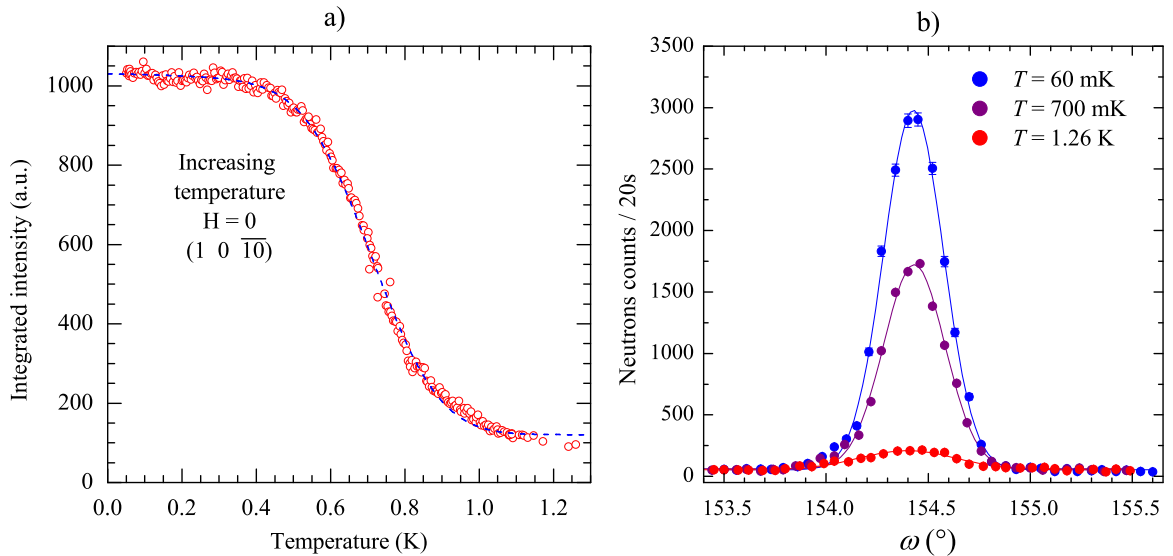 a)
Integrated intensity (a.u.)
1000
800
600
400
200
0
Increasing
temperature
H = 0
(1 0 1̅0̅)
0.0 0.2 0.4 0.6 0.8 1.0 1.2
Temperature (K)
b)
Neutrons counts / 20s
3500
3000
2500
2000
1500
1000
500
0
T = 60 mK
T = 700 mK
T = 1.26 K
153.5 154.0 154.5 155.0 155.5
ω (°)